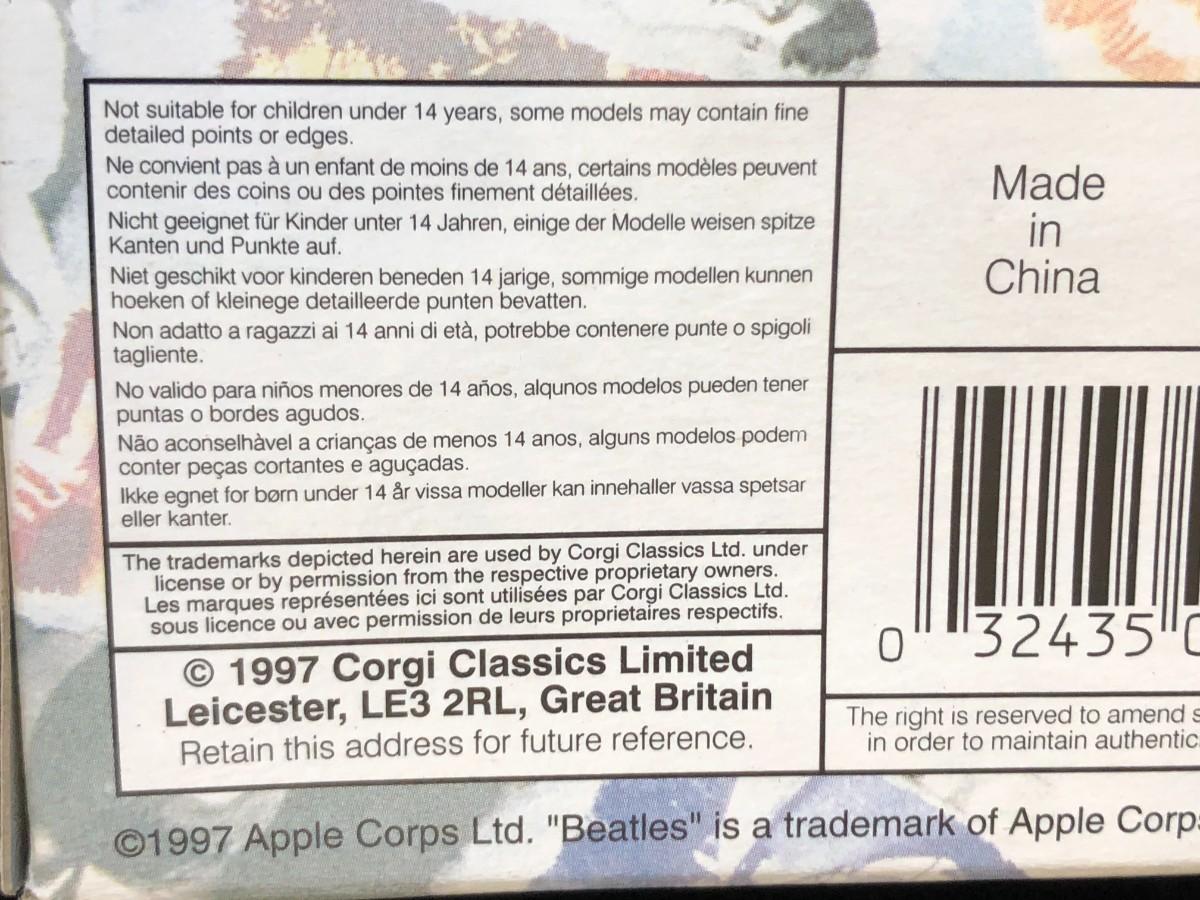 Not suitable for children under 14 years, some models may contain fine
detailed points or edges.
Ne convient pas à un enfant de moins de 14 ans, certains modèles peuvent
contenir des coins ou des pointes finement détaillées.
Nicht geeignet für Kinder unter 14 Jahren, einige der Modelle weisen spitze
Kanten und Punkte auf.
Niet geschikt voor kinderen beneden 14 jarige, sommige modellen kunnen
hoeken of kleinege detailleerde punten bevatten.
Non adatto a ragazzi ai 14 anni di età, potrebbe contenere punte o spigoli
tagliente.
No valido para niños menores de 14 años, alqunos modelos pueden tener
puntas o bordes agudos.
Não aconselhàvel a crianças de menos 14 anos, alguns modelos podem
conter peças cortantes e aguçadas.
Ikke egnet for børn under 14 år vissa modeller kan innehaller vassa spetsar
eller kanter.
The trademarks depicted herein are used by Corgi Classics Ltd. under
license or by permission from the respective proprietary owners.
Les marques représentées ici sont utilisées par Corgi Classics Ltd.
sous licence ou avec permission de leurs proprietaires respectifs.
© 1997 Corgi Classics Limited
Leicester, LE3 2RL, Great Britain
Retain this address for future reference.
Made
in
China
0 32435
The right is reserved to amend
in order to maintain
©1997 Apple Corps Ltd. "Beatles" is a trademark of Apple